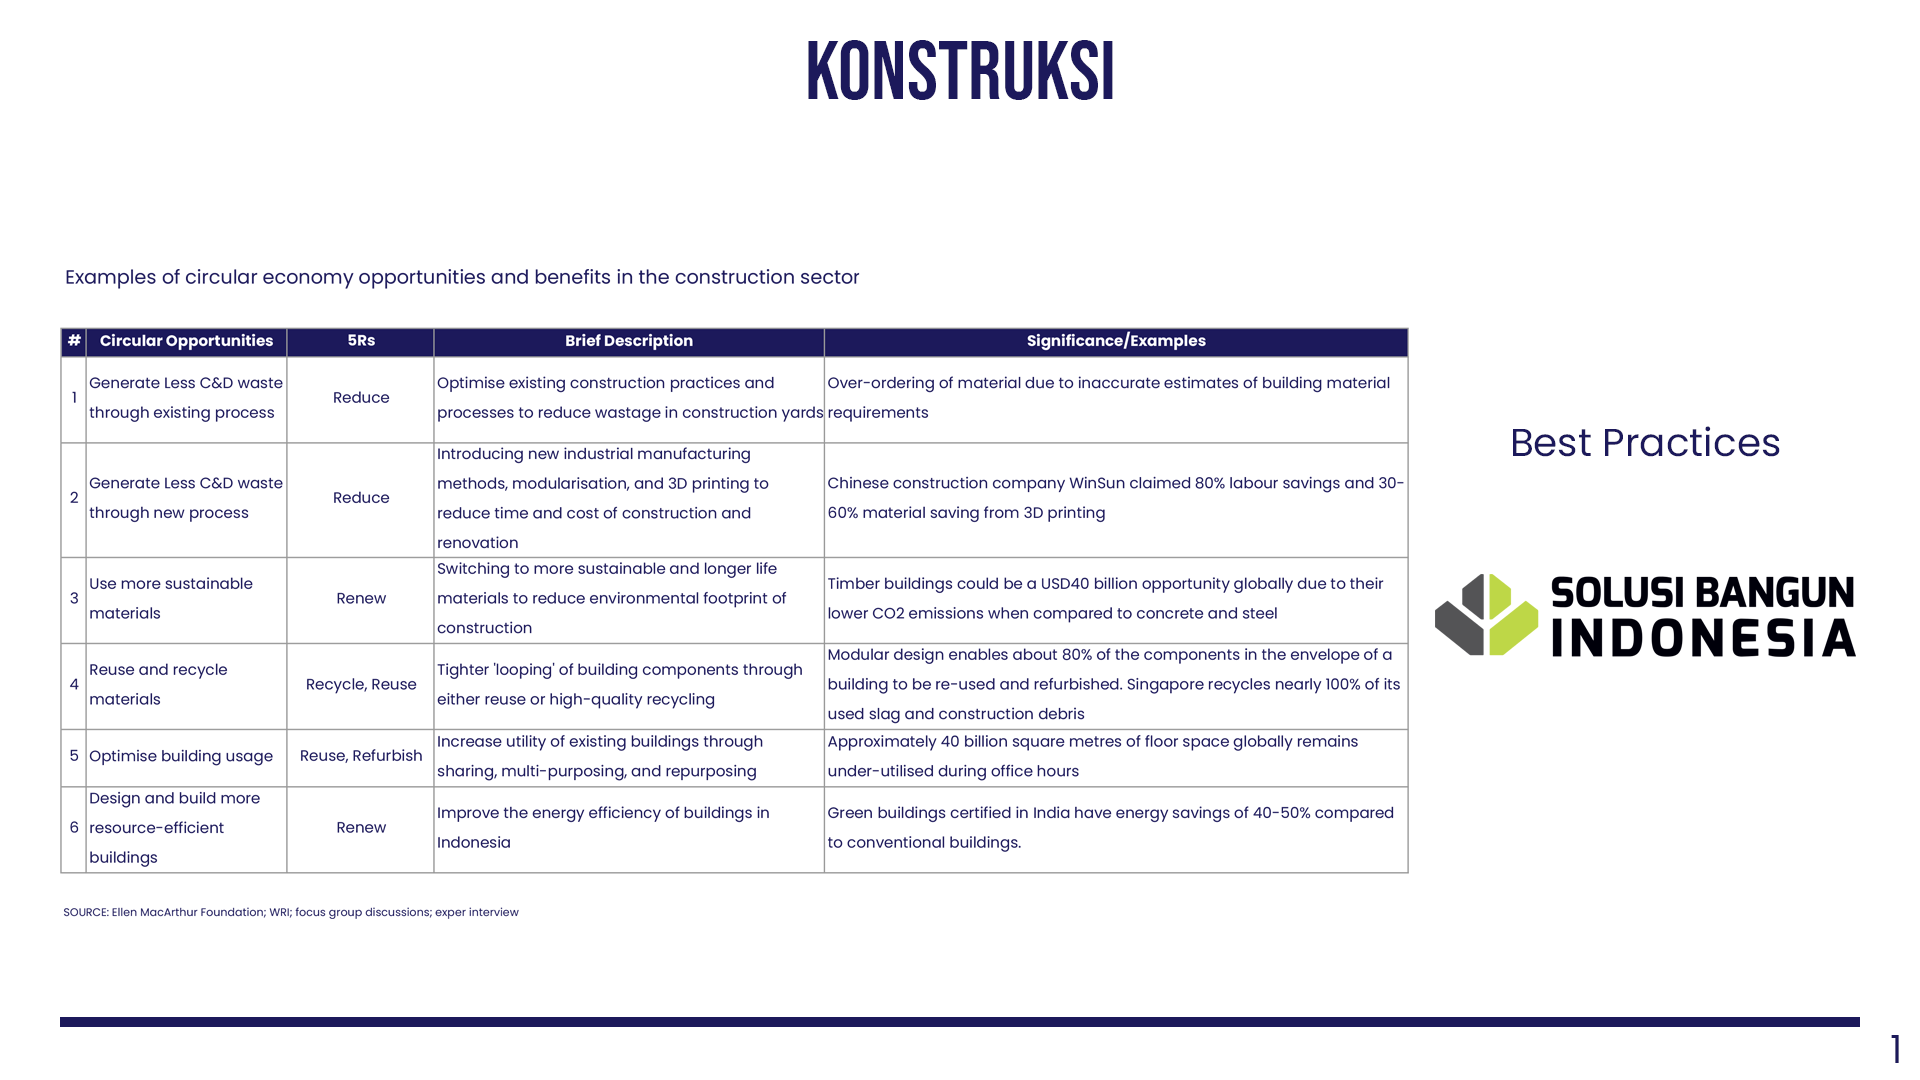 KONSTRUKSI
Examples of circular economy opportunities and benefits in the construction sector
# Circular Opportunities 5Rs Brief Description Significance/Examples
1
Generate Less C&D waste
through existing process
Reduce
Optimise existing construction practices and
processes to reduce wastage in construction yards
Over-ordering of material due to inaccurate estimates of building material
requirements
2
Generate Less C&D waste
through new process
Reduce
Introducing new industrial manufacturing
methods, modularisation, and 3D printing to
reduce time and cost of construction and
renovation
Chinese construction company WinSun claimed 80% labour savings and 30-
60% material saving from 3D printing
3
Use more sustainable
materials
Renew
Switching to more sustainable and longer life
materials to reduce environmental footprint of
construction
Timber buildings could be a USD40 billion opportunity globally due to their
lower CO2 emissions when compared to concrete and steel
4
Reuse and recycle
materials
Recycle, Reuse
Tighter 'looping' of building components through
either reuse or high-quality recycling
Modular design enables about 80% of the components in the envelope of a
building to be re-used and refurbished. Singapore recycles nearly 100% of its
used slag and construction debris
5
Optimise building usage
Reuse, Refurbish
Increase utility of existing buildings through
sharing, multi-purposing, and repurposing
Approximately 40 billion square metres of floor space globally remains
under-utilised during office hours
6
Design and build more
resource-efficient
buildings
Renew
Improve the energy efficiency of buildings in
Indonesia
Green buildings certified in India have energy savings of 40-50% compared
to conventional buildings.
SOURCE: Ellen MacArthur Foundation; WRI; focus group discussions; exper interview
Best Practices
SOLUSI BANGUN
INDONESIA
1